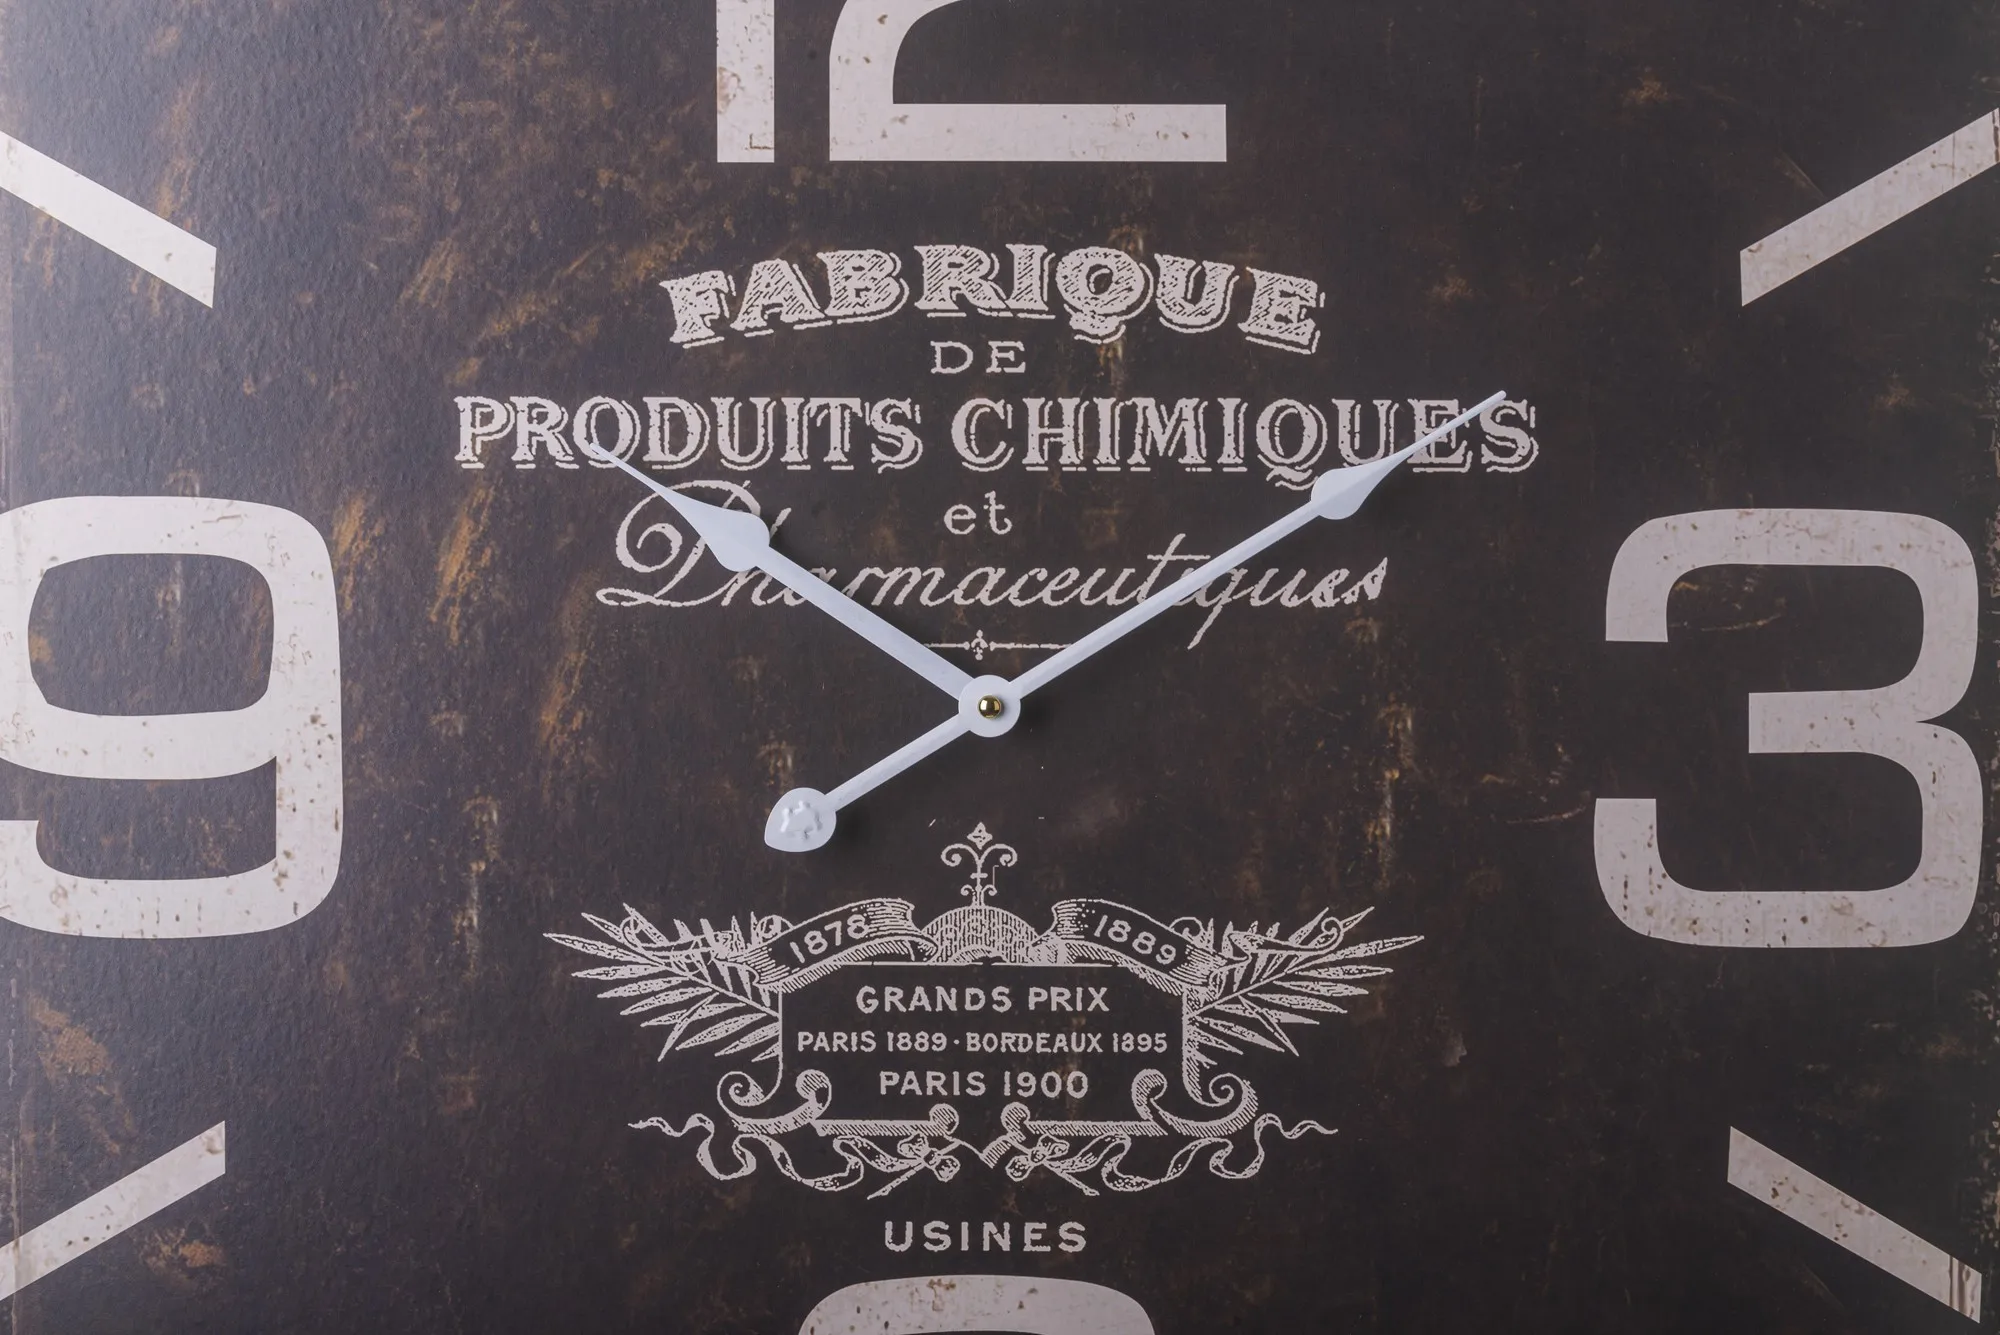 12
FABRIQUE
DE
PRODUITS CHIMIQUES
et
Pharmaceutiques
9
3
1878
1889
GRANDS PRIX
PARIS 1889 · BORDEAUX 1895
PARIS 1900
USINES